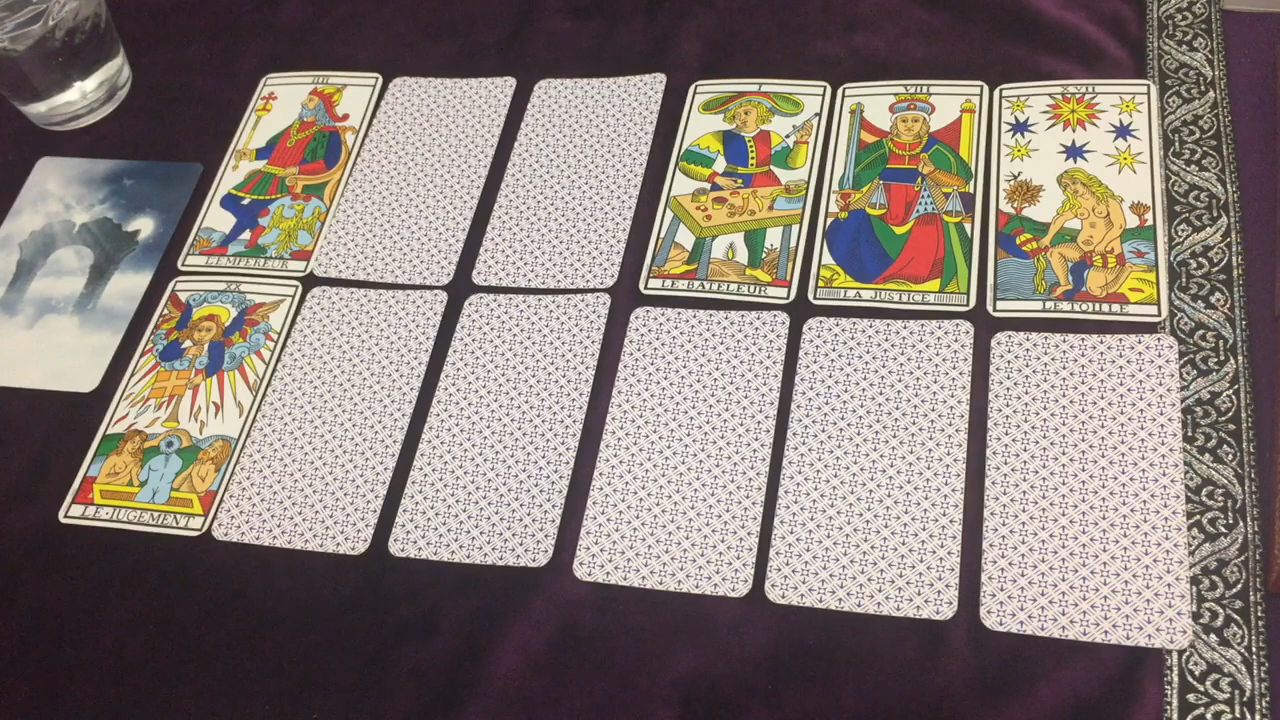 IIII
L'EMPEREUR
I
LE·BATELEUR
VIII
LA JUSTICE
XVII
LE TOILLE
XX
LE·JUGEMENT